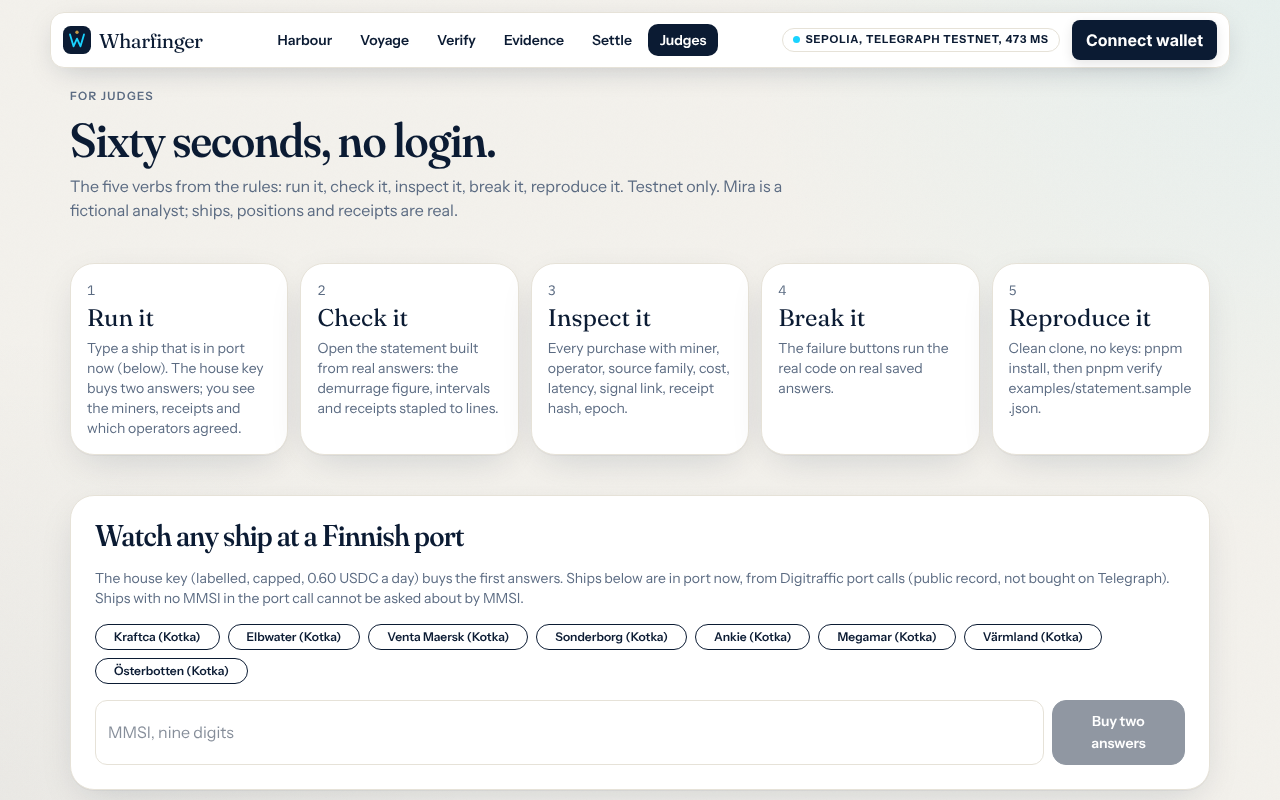 Wharfinger
Harbour
Voyage
Verify
Evidence
Settle
Judges
SEPOLIA, TELEGRAPH TESTNET, 473 MS
Connect wallet
FOR JUDGES
Sixty seconds, no login.
The five verbs from the rules: run it, check it, inspect it, break it, reproduce it. Testnet only. Mira is a
fictional analyst; ships, positions and receipts are real.
1
Run it
Type a ship that is in port
now (below). The house key
buys two answers; you see
the miners, receipts and
which operators agreed.
2
Check it
Open the statement built
from real answers: the
demurrage figure, intervals
and receipts stapled to lines.
3
Inspect it
Every purchase with miner,
operator, source family, cost,
latency, signal link, receipt
hash, epoch.
4
Break it
The failure buttons run the
real code on real saved
answers.
5
Reproduce it
Clean clone, no keys: pnpm
install, then pnpm verify
examples/statement.sample
.json.
Watch any ship at a Finnish port
The house key (labelled, capped, 0.60 USDC a day) buys the first answers. Ships below are in port now, from Digitraffic port calls (public record, not bought on Telegraph).
Ships with no MMSI in the port call cannot be asked about by MMSI.
Kraftca (Kotka)
Elbwater (Kotka)
Venta Maersk (Kotka)
Sonderborg (Kotka)
Ankie (Kotka)
Megamar (Kotka)
Värmland (Kotka)
Österbotten (Kotka)
MMSI, nine digits
Buy two
answers